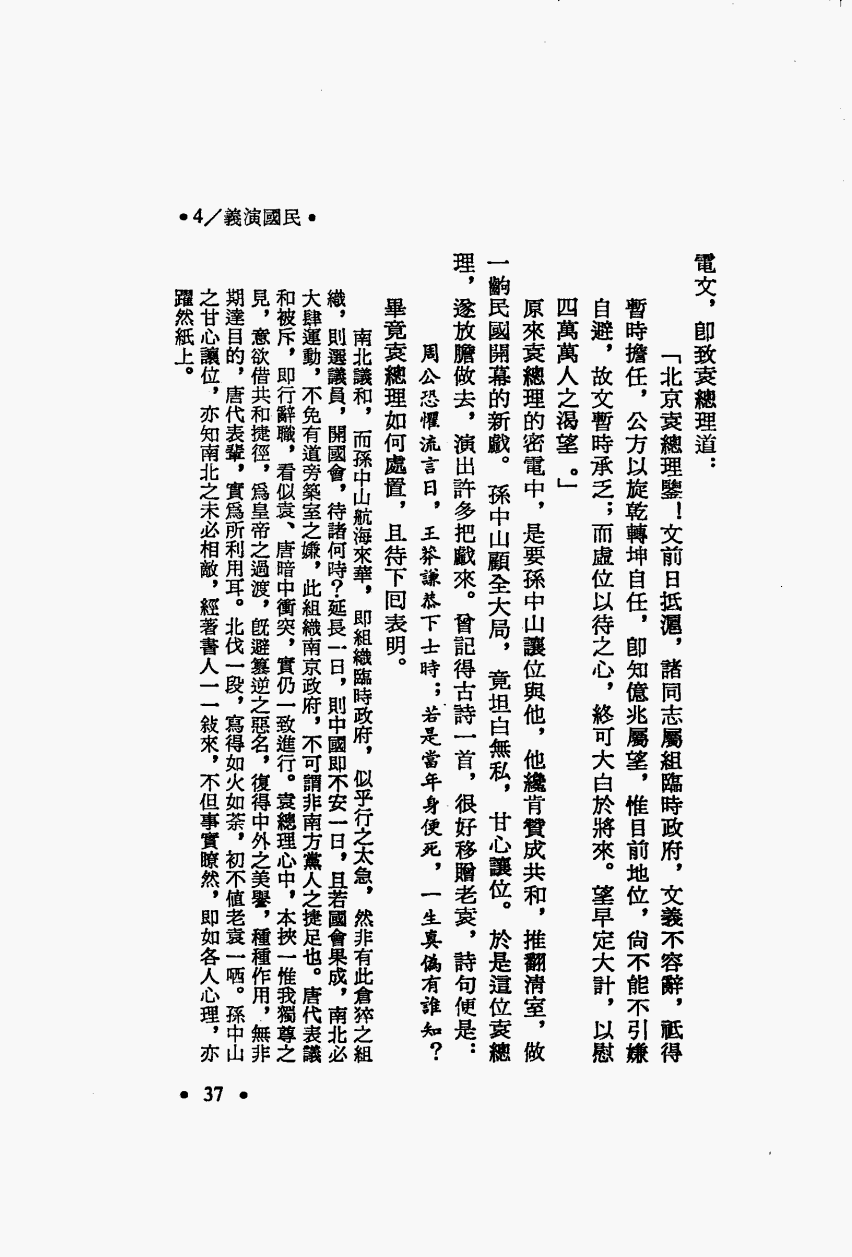 •4／義演國民•
電文，卽致袁總理道：
「北京袁總理鑒！文前日抵滬，諸同志屬組臨時政府，文義不容辭，祗得
暫時擔任，公方以旋乾轉坤自任，卽知億兆屬望，惟目前地位，尙不能不引嫌
自避，故文暫時承乏；而虛位以待之心，終可大白於將來。望早定大計，以慰
四萬萬人之渴望。」
原來袁總理的密電中，是要孫中山讓位與他，他纔肯贊成共和，推翻清室，做
一齣民國開幕的新戲。孫中山顧全大局，竟坦白無私，甘心讓位。於是這位袁總
理，遂放膽做去，演出許多把戲來。曾記得古詩一首，很好移贈老袁，詩句便是：
周公恐懼流言日，王莽謙恭下士時；若是當年身便死，一生真偽有誰知？
畢竟袁總理如何處置，且待下回表明。
南北議和，而孫中山航海來華，即組織臨時政府，似乎行之太急，然非有此倉猝之組
織，則選議員，開國會，待諸何時？延長一日，則中國即不安一日，且若國會果成，南北必
大肆運動，不免有道旁築室之嫌，此組織南京政府，不可謂非南方黨人之捷足也。唐代表議
和被斥，即行辭職，看似袁、唐暗中衝突，實仍一致進行。袁總理心中，本挾一惟我獨尊之
見，意欲借共和捷徑，爲皇帝之過渡，旣避篡逆之惡名，復得中外之美譽，種種作用，無非
期達目的，唐代表輩，實爲所利用耳。北伐一段，寫得如火如荼，初不値老袁一哂。孫中山
之甘心讓位，亦知南北之未必相敵，經著書人一一敍來，不但事實瞭然，即如各人心理，亦
躍然紙上。
• 37 •